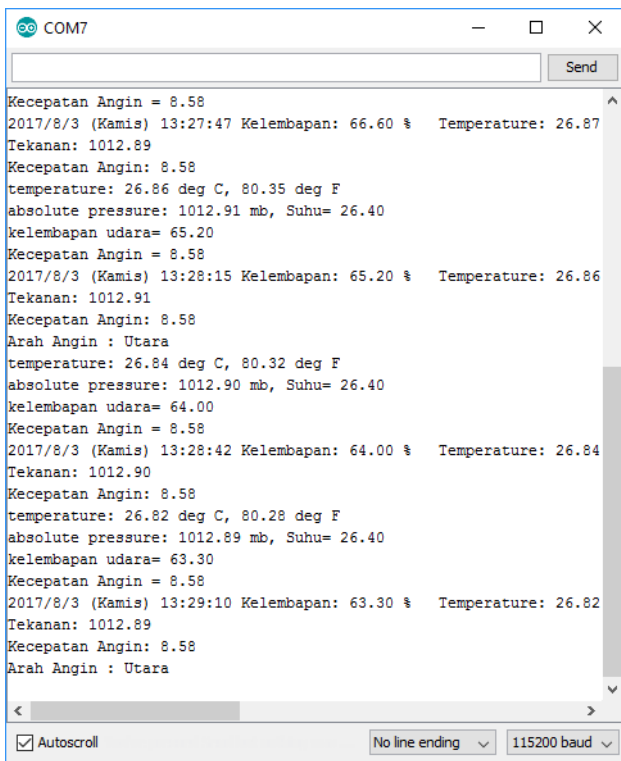 COM7
Send
Kecepatan Angin = 8.58
2017/8/3 (Kamis) 13:27:47 Kelembapan: 66.60 %   Temperature: 26.87
Tekanan: 1012.89
Kecepatan Angin: 8.58
temperature: 26.86 deg C, 80.35 deg F
absolute pressure: 1012.91 mb, Suhu= 26.40
kelembapan udara= 65.20
Kecepatan Angin = 8.58
2017/8/3 (Kamis) 13:28:15 Kelembapan: 65.20 %   Temperature: 26.86
Tekanan: 1012.91
Kecepatan Angin: 8.58
Arah Angin : Utara
temperature: 26.84 deg C, 80.32 deg F
absolute pressure: 1012.90 mb, Suhu= 26.40
kelembapan udara= 64.00
Kecepatan Angin = 8.58
2017/8/3 (Kamis) 13:28:42 Kelembapan: 64.00 %   Temperature: 26.84
Tekanan: 1012.90
Kecepatan Angin: 8.58
temperature: 26.82 deg C, 80.28 deg F
absolute pressure: 1012.89 mb, Suhu= 26.40
kelembapan udara= 63.30
Kecepatan Angin = 8.58
2017/8/3 (Kamis) 13:29:10 Kelembapan: 63.30 %   Temperature: 26.82
Tekanan: 1012.89
Kecepatan Angin: 8.58
Arah Angin : Utara
Autoscroll No line ending 115200 baud